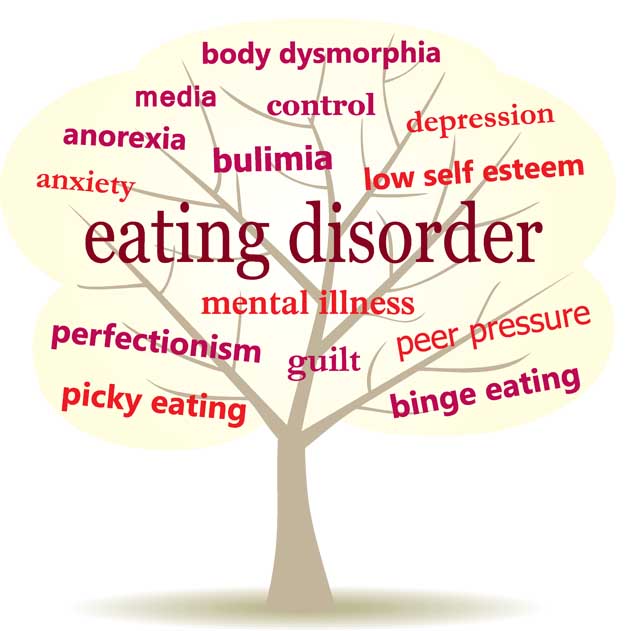 body dysmorphia
media
control
depression
anorexia
bulimia
low self esteem
anxiety
eating disorder
mental illness
peer pressure
perfectionism
guilt
picky eating
binge eating